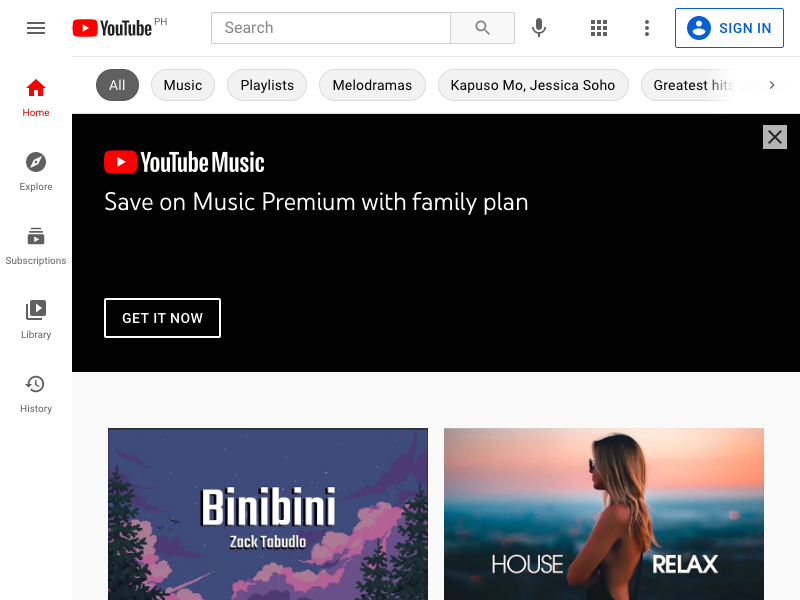 YouTube PH
Search
SIGN IN
All
Music
Playlists
Melodramas
Kapuso Mo, Jessica Soho
Greatest hits album
Home
Explore
Subscriptions
Library
History
YouTube Music
Save on Music Premium with family plan
GET IT NOW
Binibini
Zack Tabudlo
HOUSE RELAX